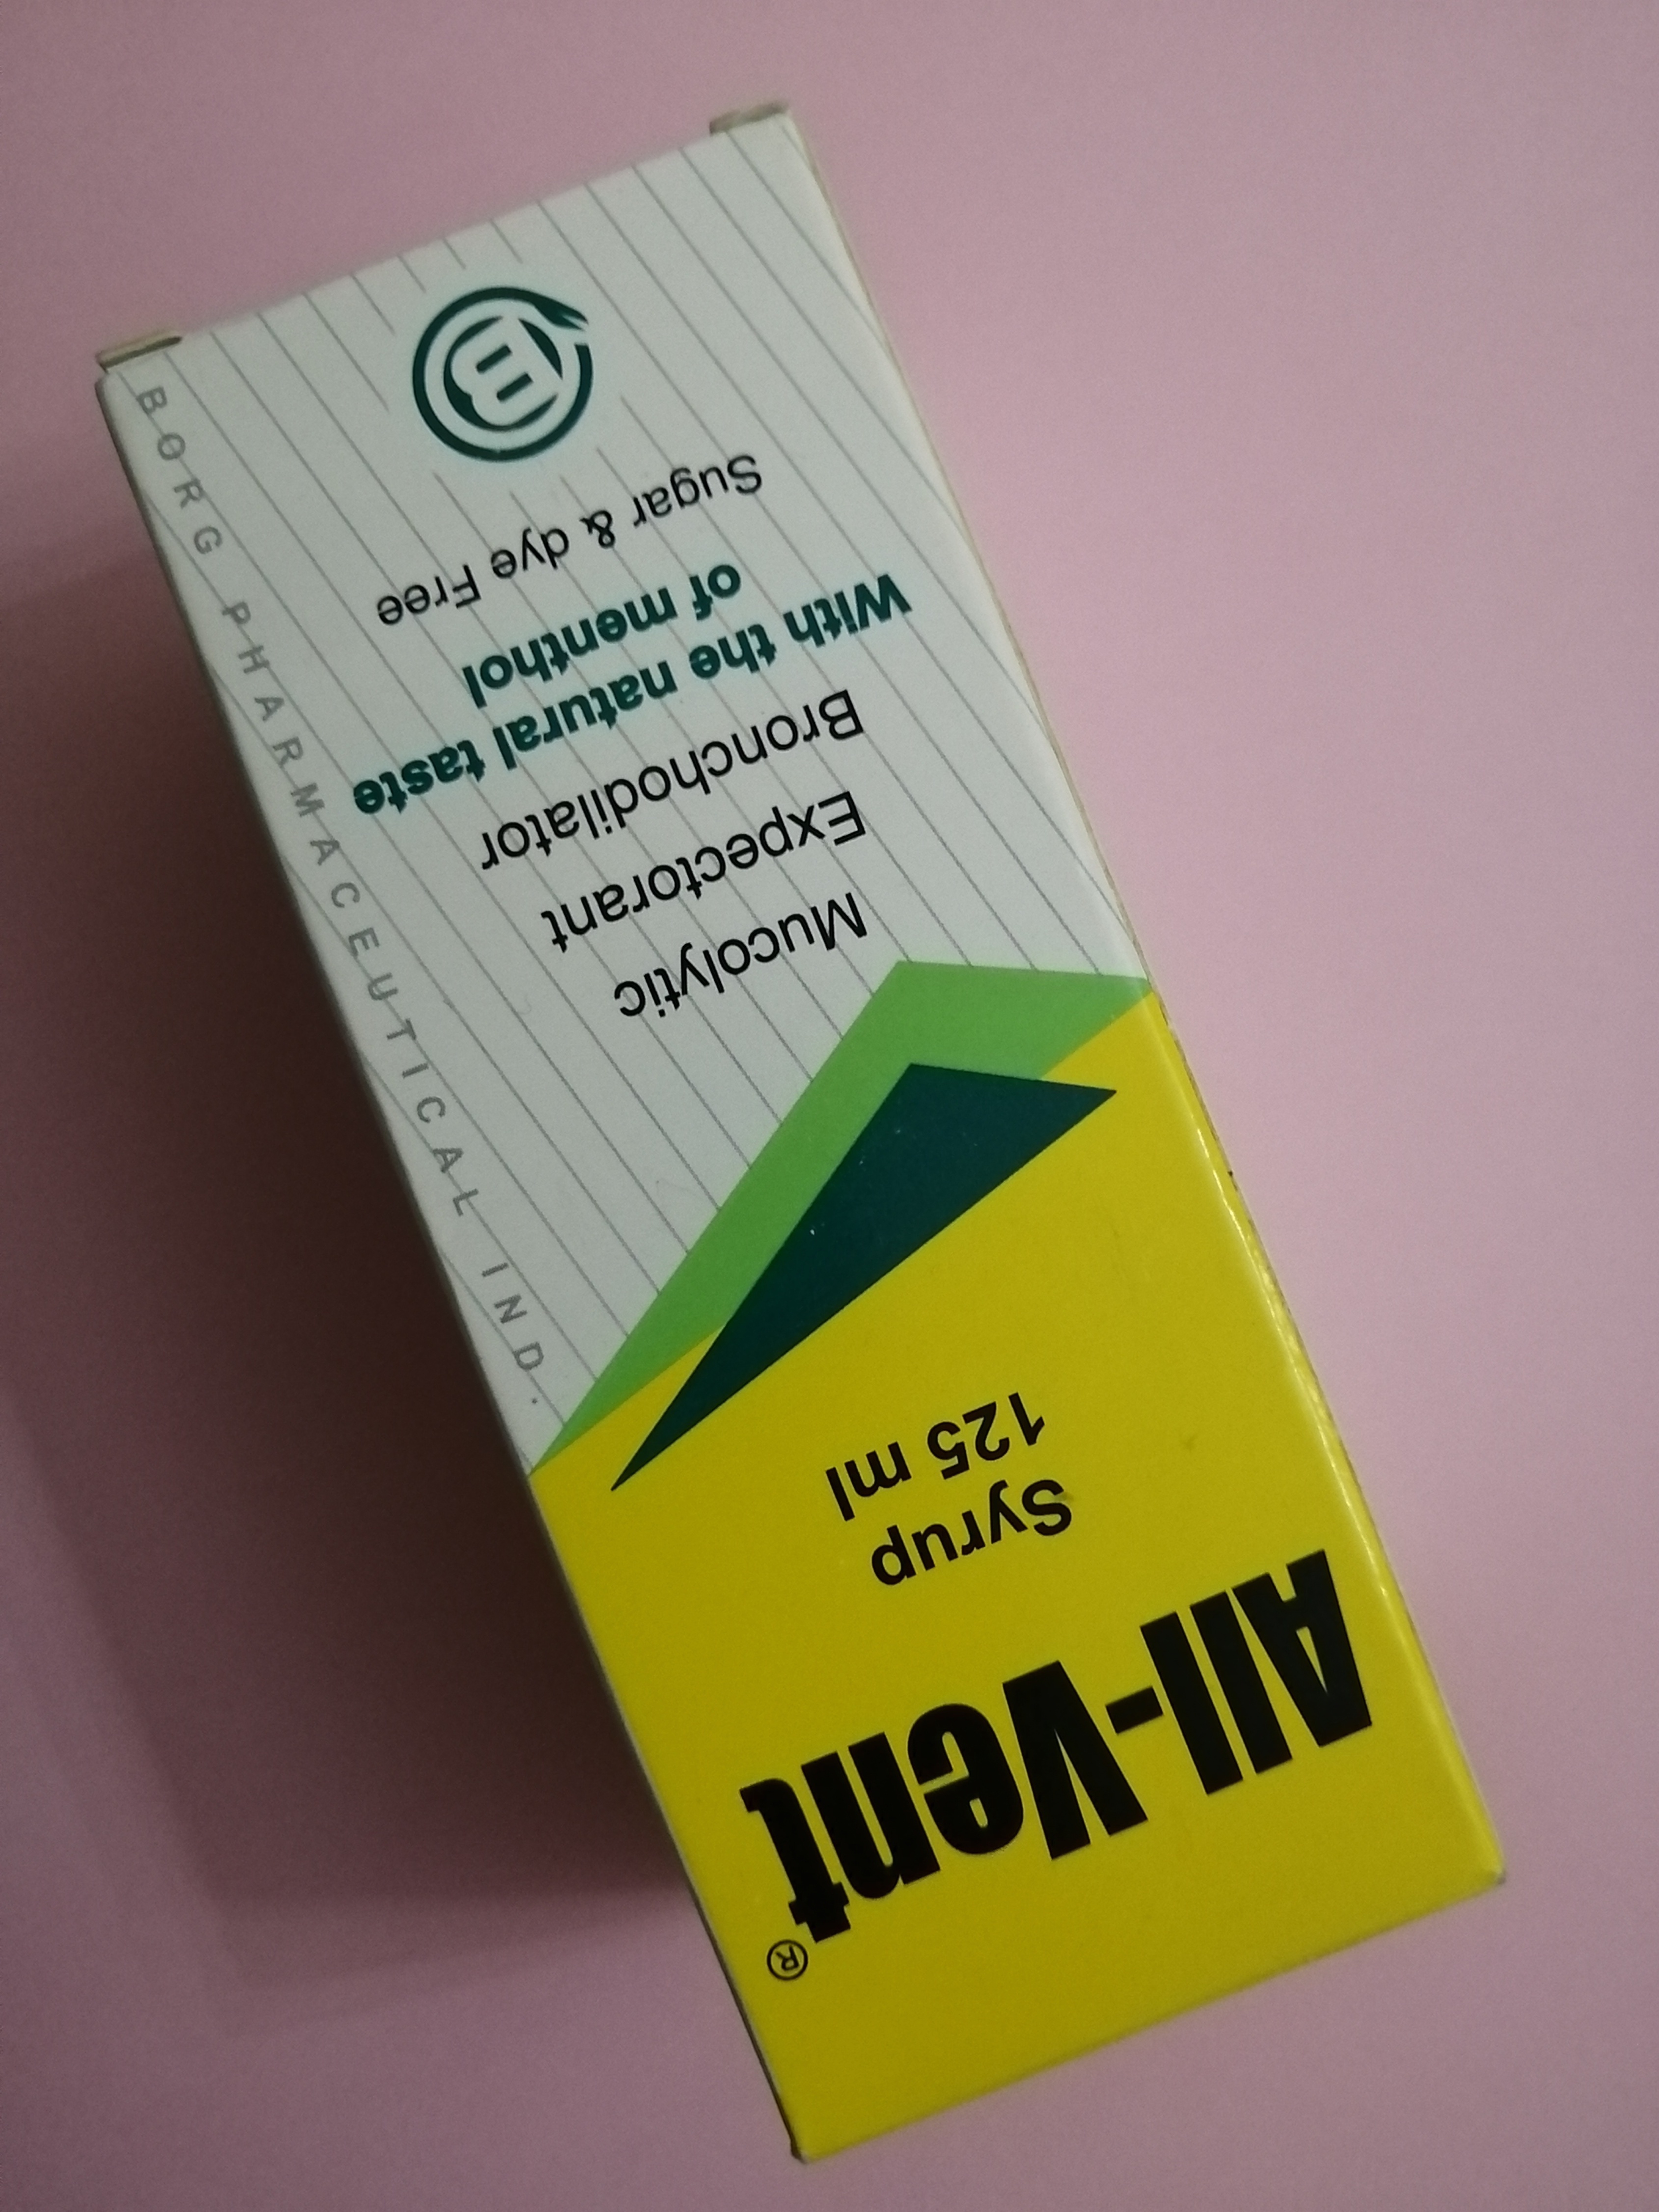 All-Vent®
Syrup
125 ml
Mucolytic
Expectorant
Bronchodilator
With the natural taste
of menthol
Sugar & dye Free
BORG PHARMACEUTICAL IND.